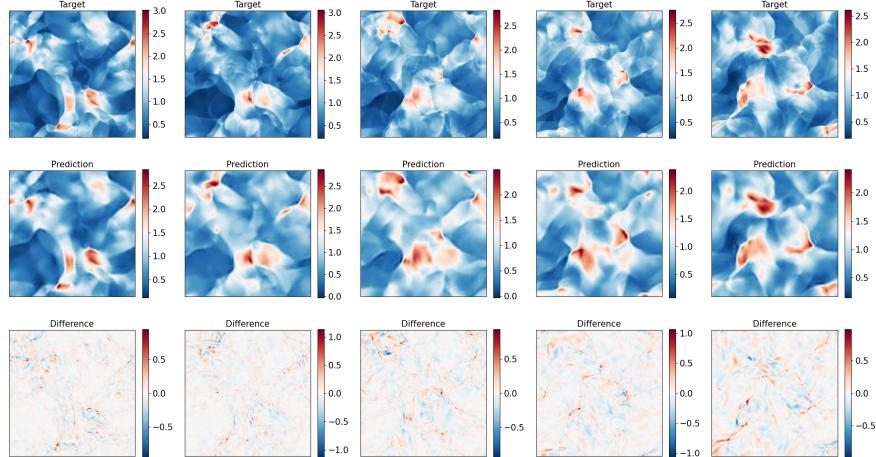 Target Target Target Target Target
3.0 3.0
2.5 2.5 2.5 2.5 2.5
2.0 2.0 2.0 2.0 2.0
1.5 1.5 1.5 1.5 1.5
1.0 1.0 1.0 1.0 1.0
0.5 0.5 0.5 0.5 0.5
Prediction Prediction Prediction Prediction Prediction
2.5 2.5 2.5
2.0 2.0 2.0 2.0 2.0
1.5 1.5 1.5 1.5 1.5
1.0 1.0 1.0 1.0 1.0
0.5 0.5 0.5 0.5 0.5
0.0 0.0
Difference Difference Difference Difference Difference
0.5 1.0 0.5 1.0 0.5
0.5 0.5
0.0 0.0 0.0 0.0 0.0
−0.5 −0.5 −0.5 −0.5 −0.5
−1.0 −1.0